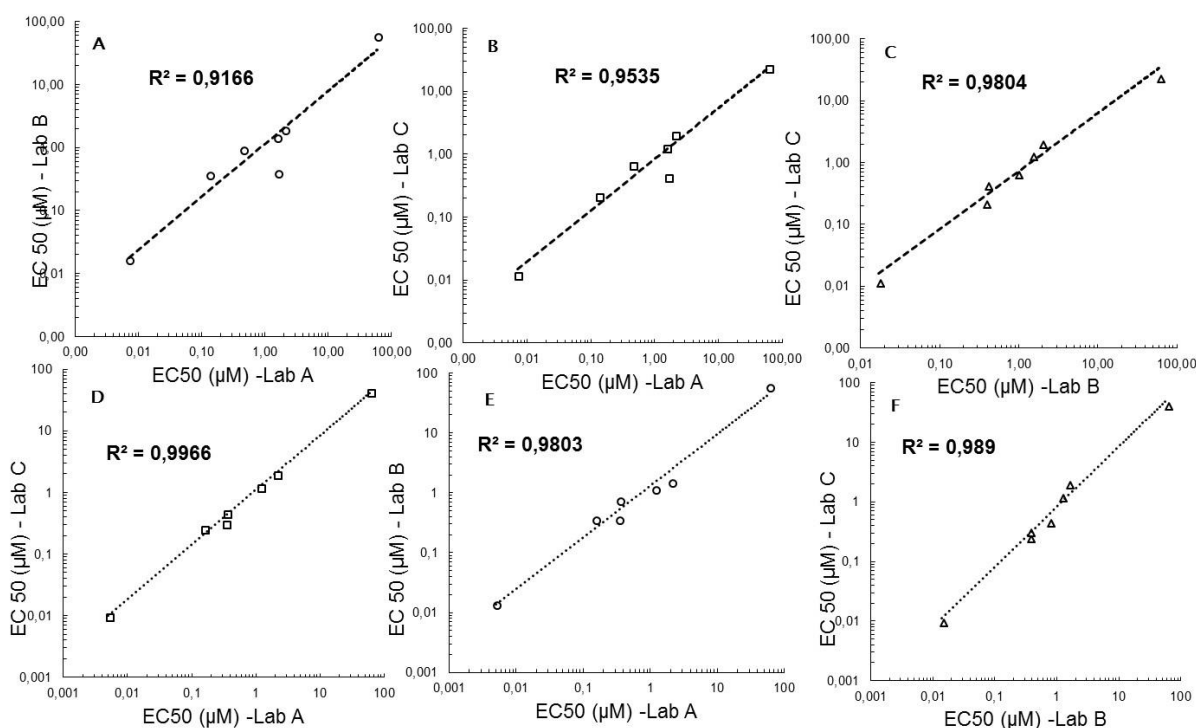 A
R² = 0,9166
EC 50 (µM) - Lab B
100,00
10,00
1,00
0,10
0,01
0,00
0,00 0,01 0,10 1,00 10,00 100,00
EC50 (µM) -Lab A
B
R² = 0,9535
EC 50 (µM) - Lab C
100,00
10,00
1,00
0,10
0,01
0,00
0,00 0,01 0,10 1,00 10,00 100,00
EC50 (µM) -Lab A
C
R² = 0,9804
EC 50 (µM) - Lab C
100,00
10,00
1,00
0,10
0,01
0,00
0,10 1,00 10,00 100,00
EC50 (µM) -Lab B
D
R² = 0,9966
EC 50 (µM) - Lab C
100
10
1
0,1
0,01
0,001
0,001 0,01 0,1 1 10 100
EC50 (µM) -Lab A
E
R² = 0,9803
EC 50 (µM) - Lab B
100
10
1
0,1
0,01
0,001
0,001 0,01 0,1 1 10 100
EC50 (µM) -Lab A
F
R² = 0,989
EC 50 (µM) - Lab C
100
10
1
0,1
0,01
0,001
0,001 0,01 0,1 1 10 100
EC50 (µM) -Lab B